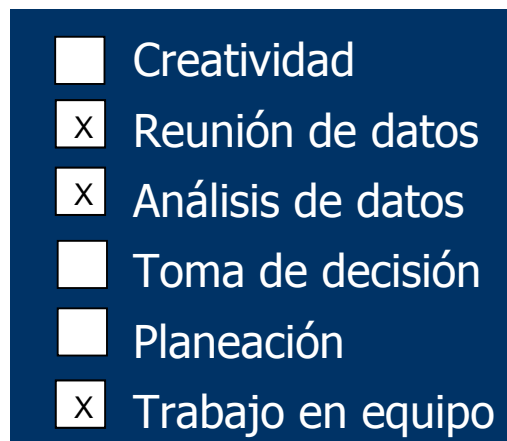 Creatividad
X Reunión de datos
X Análisis de datos
Toma de decisión
Planeación
X Trabajo en equipo